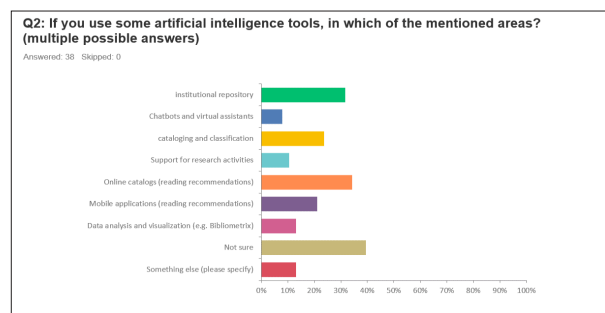 Q2: If you use some artificial intelligence tools, in which of the mentioned areas?
(multiple possible answers)
Answered: 38 Skipped: 0
institutional repository
Chatbots and virtual assistants
cataloging and classification
Support for research activities
Online catalogs (reading recommendations)
Mobile applications (reading recommendations)
Data analysis and visualization (e.g. Bibliometrix)
Not sure
Something else (please specify)
0% 10% 20% 30% 40% 50% 60% 70% 80% 90% 100%